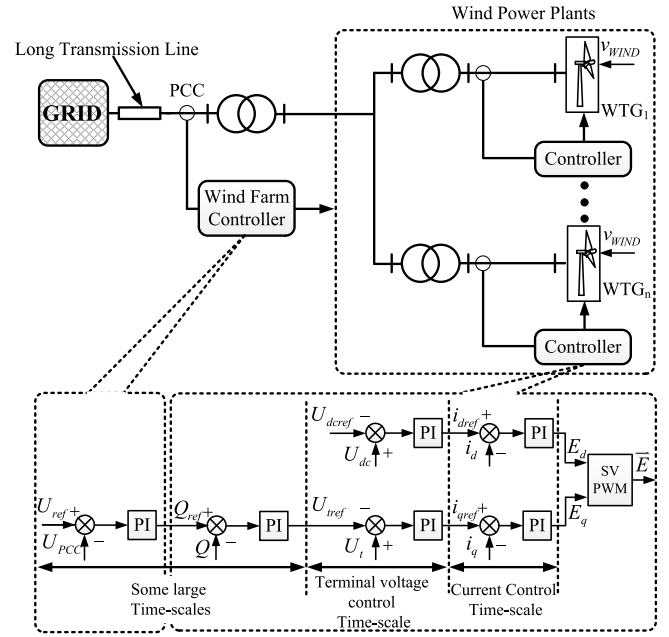 Wind Power Plants
Long Transmission Line
PCC
GRID
v_WIND
WTG_1
Controller
Wind Farm
Controller
v_WIND
WTG_n
Controller
U_dcref − PI i_dref + PI E_d
U_dc + i_d −
SV
PWM
E
U_ref + PI Q_ref + PI U_tref − PI i_qref + PI E_q
U_PCC − Q − U_t + i_q −
Some large
Time-scales
Terminal voltage
control
Time-scale
Current Control
Time-scale